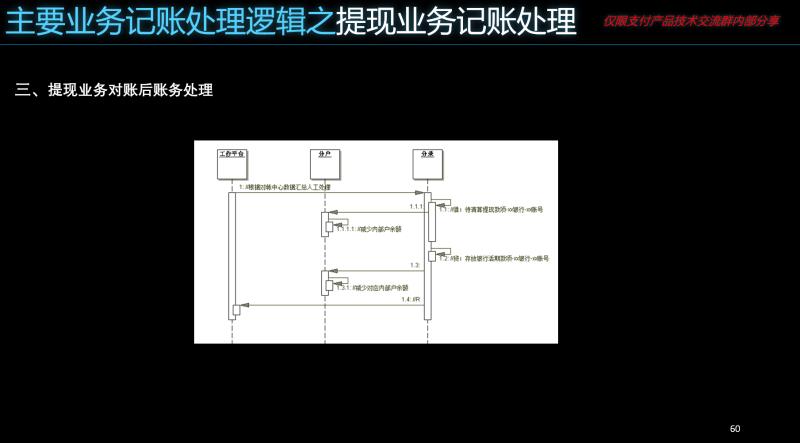 主要业务记账处理逻辑之提现业务记账处理
仅限支付产品技术交流群内部分享
三、提现业务对账后账务处理
工作平台
分户
分录
1: //根据对帐中心数据汇总人工处理
1.1.1:
1.1: //借：待清算提现款项-xx银行-xx账号
1.1.1.1: //减少内部户余额
1.2: //贷：存放银行活期款项-xx银行-xx账号
1.3:
1.3.1: //减少对应内部户余额
1.4: //R
60